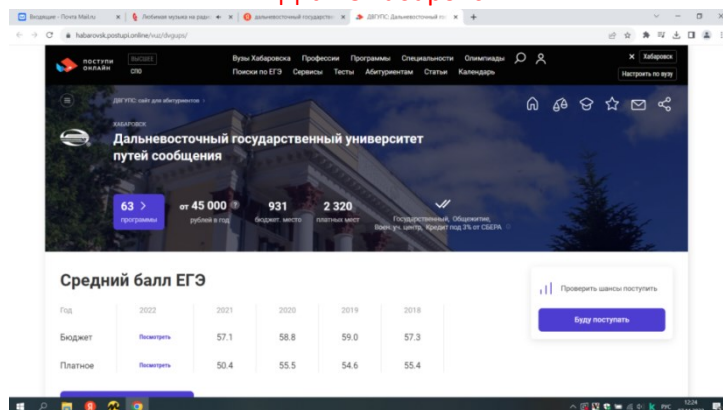 Входящие - Почта Mail.ru
Любимая музыка на радио
дальневосточный государстве
ДВГУПС: Дальневосточный го
habarovsk.postupi.online/vuz/dvgups/
поступи
онлайн
ВЫСШЕЕ
СПО
Вузы Хабаровска Профессии Программы Специальности Олимпиады
Поиски по ЕГЭ Сервисы Тесты Абитуриентам Статьи Календарь
Хабаровск
Настроить по вузу
ДВГУПС: сайт для абитуриентов
ХАБАРОВСК
Дальневосточный государственный университет
путей сообщения
63 >
программы
от 45 000
рублей в год
931
бюджет. место
2 320
платных мест
Государственный, Общежитие,
Воен. уч. центр, Кредит под 3% от СБЕРА
Средний балл ЕГЭ
Год 2022 2021 2020 2019 2018
Бюджет Посмотреть 57.1 58.8 59.0 57.3
Платное Посмотреть 50.4 55.5 54.6 55.4
Проверить шансы поступить
Буду поступать
РУС
12:24